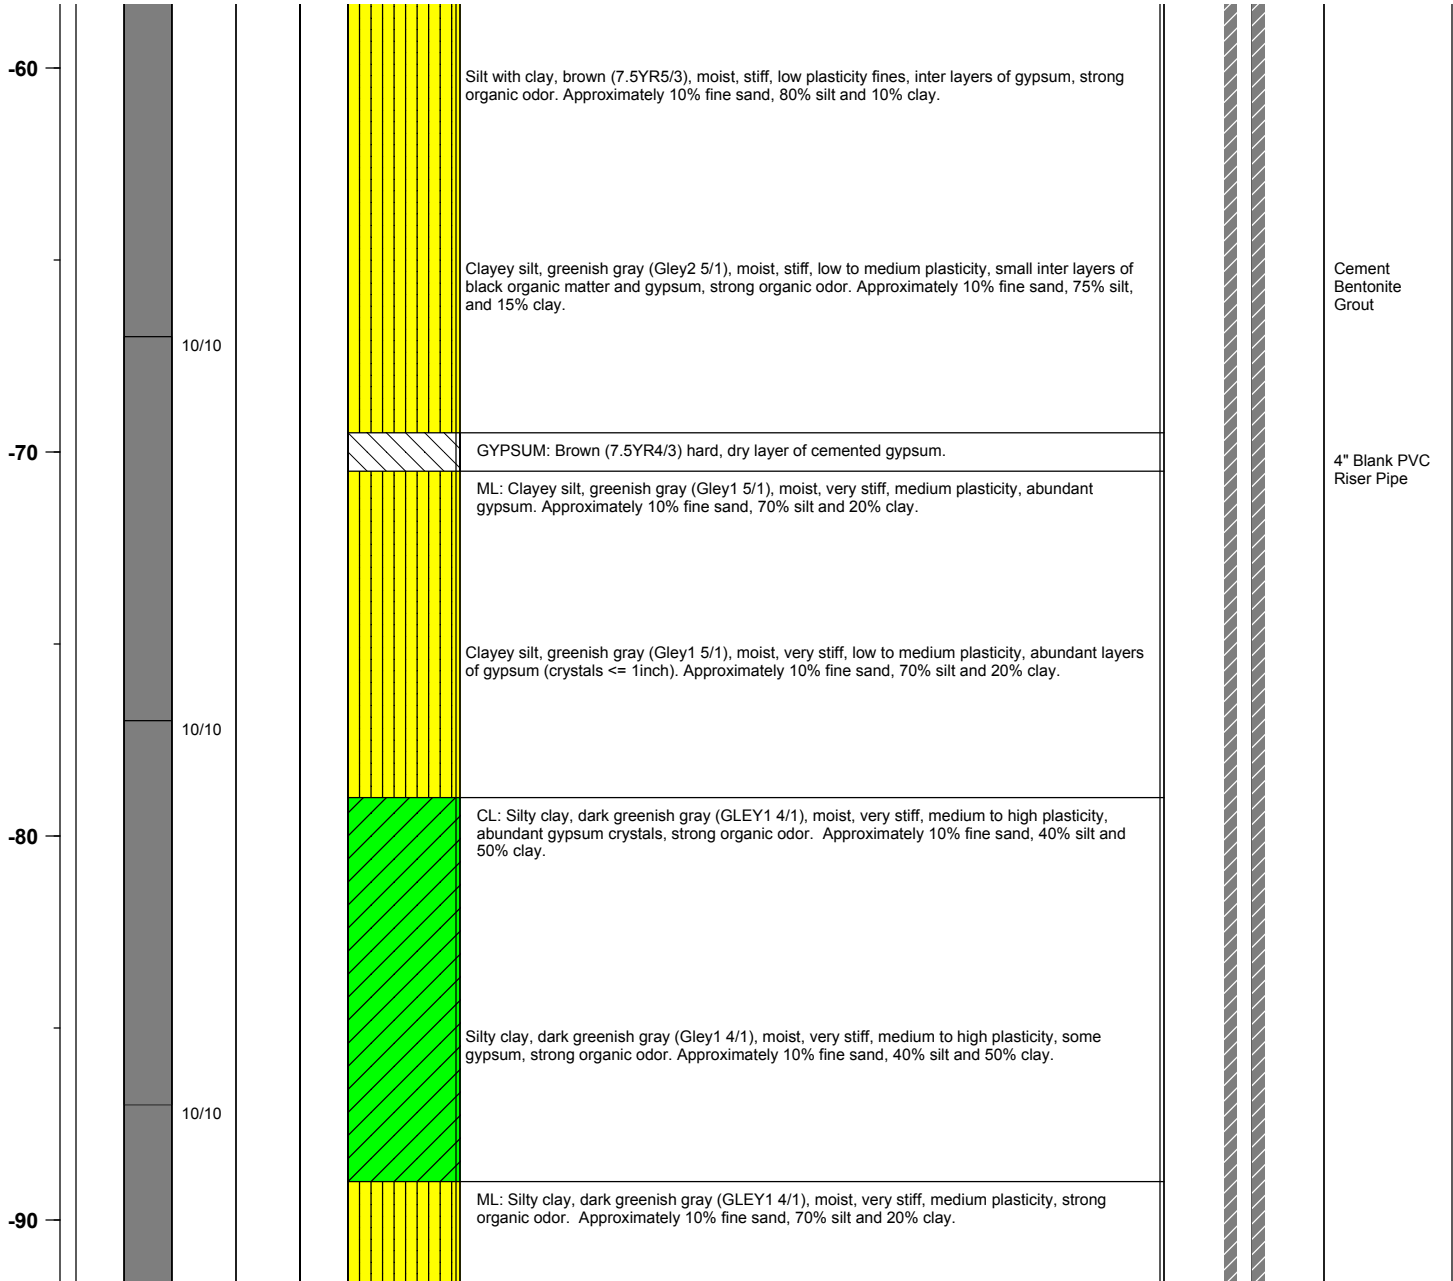 -60
Silt with clay, brown (7.5YR5/3), moist, stiff, low plasticity fines, inter layers of gypsum, strong
organic odor. Approximately 10% fine sand, 80% silt and 10% clay.
Clayey silt, greenish gray (Gley2 5/1), moist, stiff, low to medium plasticity, small inter layers of
black organic matter and gypsum, strong organic odor. Approximately 10% fine sand, 75% silt,
and 15% clay.
Cement
Bentonite
Grout
10/10
-70
GYPSUM: Brown (7.5YR4/3) hard, dry layer of cemented gypsum.
4" Blank PVC
Riser Pipe
ML: Clayey silt, greenish gray (Gley1 5/1), moist, very stiff, medium plasticity, abundant
gypsum. Approximately 10% fine sand, 70% silt and 20% clay.
Clayey silt, greenish gray (Gley1 5/1), moist, very stiff, low to medium plasticity, abundant layers
of gypsum (crystals <= 1inch). Approximately 10% fine sand, 70% silt and 20% clay.
10/10
-80
CL: Silty clay, dark greenish gray (GLEY1 4/1), moist, very stiff, medium to high plasticity,
abundant gypsum crystals, strong organic odor.  Approximately 10% fine sand, 40% silt and
50% clay.
Silty clay, dark greenish gray (Gley1 4/1), moist, very stiff, medium to high plasticity, some
gypsum, strong organic odor. Approximately 10% fine sand, 40% silt and 50% clay.
10/10
-90
ML: Silty clay, dark greenish gray (GLEY1 4/1), moist, very stiff, medium plasticity, strong
organic odor.  Approximately 10% fine sand, 70% silt and 20% clay.